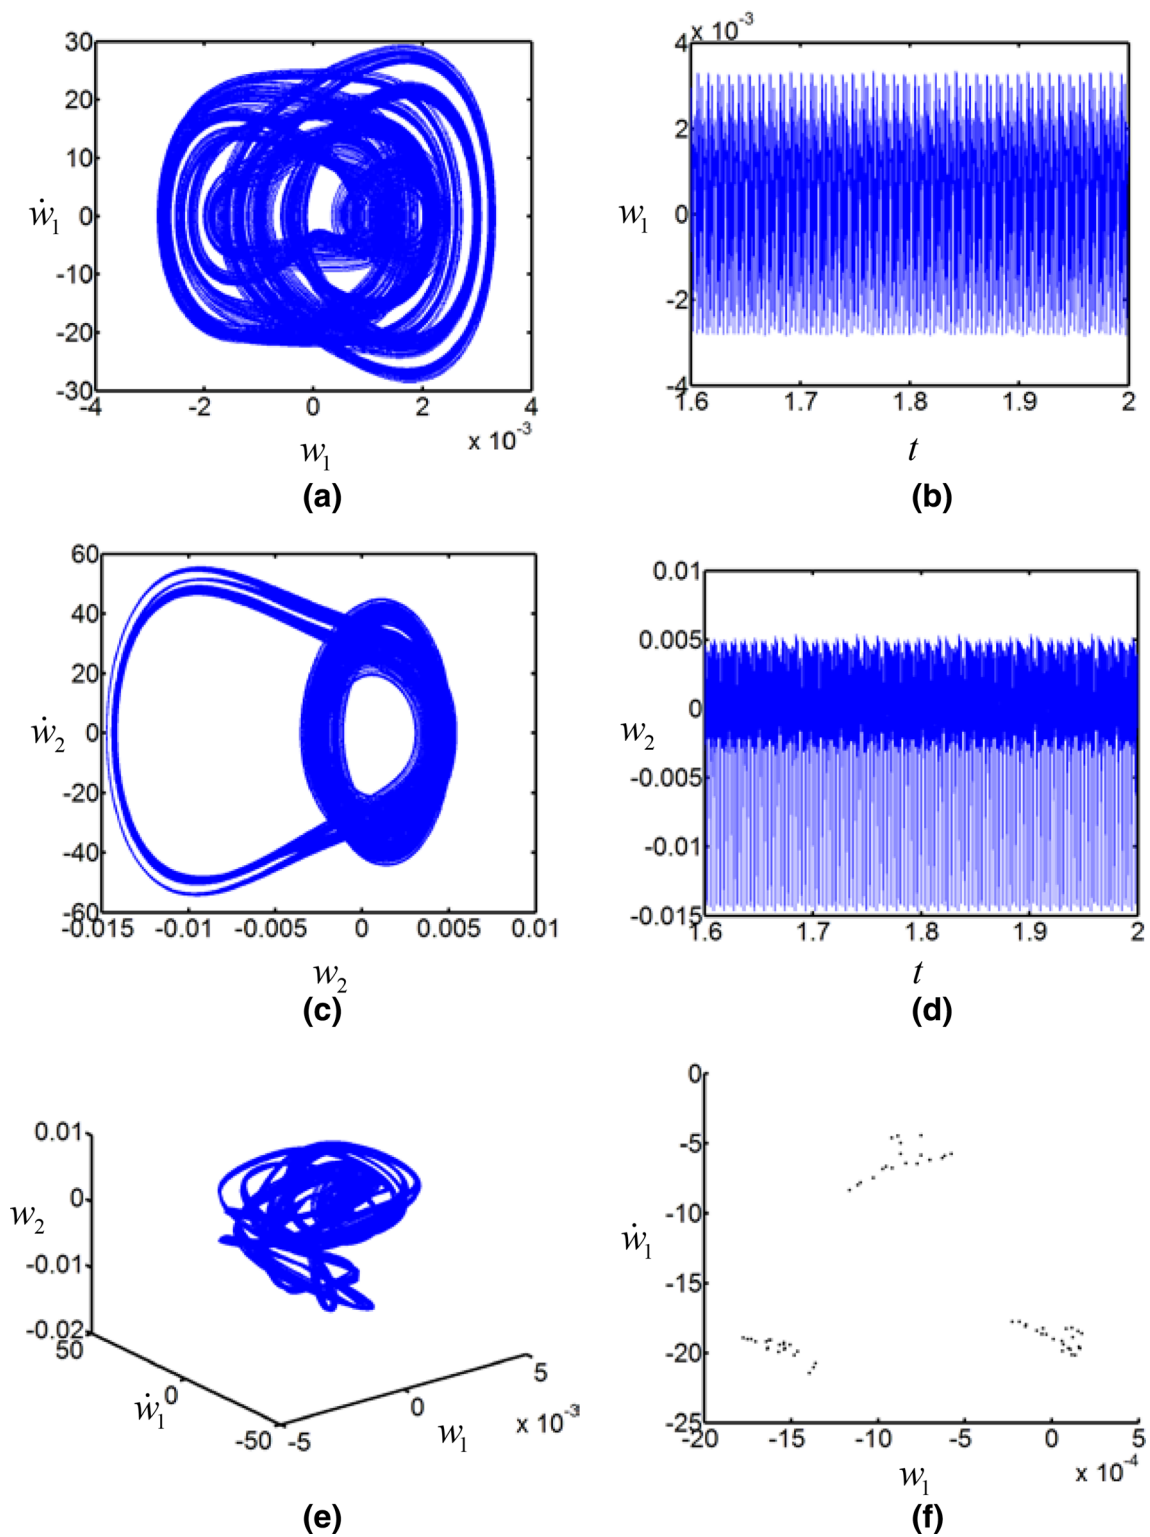 30
20
10
0
-10
-20
-30
ẇ₁
-4 -2 0 2 4
x 10⁻³
w₁
(a)
x 10⁻³
4
2
0
-2
-4
w₁
1.6 1.7 1.8 1.9 2
t
(b)
60
40
20
0
-20
-40
-60
ẇ₂
-0.015 -0.01 -0.005 0 0.005 0.01
w₂
(c)
0.01
0.005
0
-0.005
-0.01
-0.015
w₂
1.6 1.7 1.8 1.9 2
t
(d)
0.01
0
-0.01
-0.02
w₂
50
0
-50
ẇ₁
-5 0 5
x 10⁻³
w₁
(e)
0
-5
-10
-15
-20
-25
ẇ₁
-20 -15 -10 -5 0 5
x 10⁻⁴
w₁
(f)